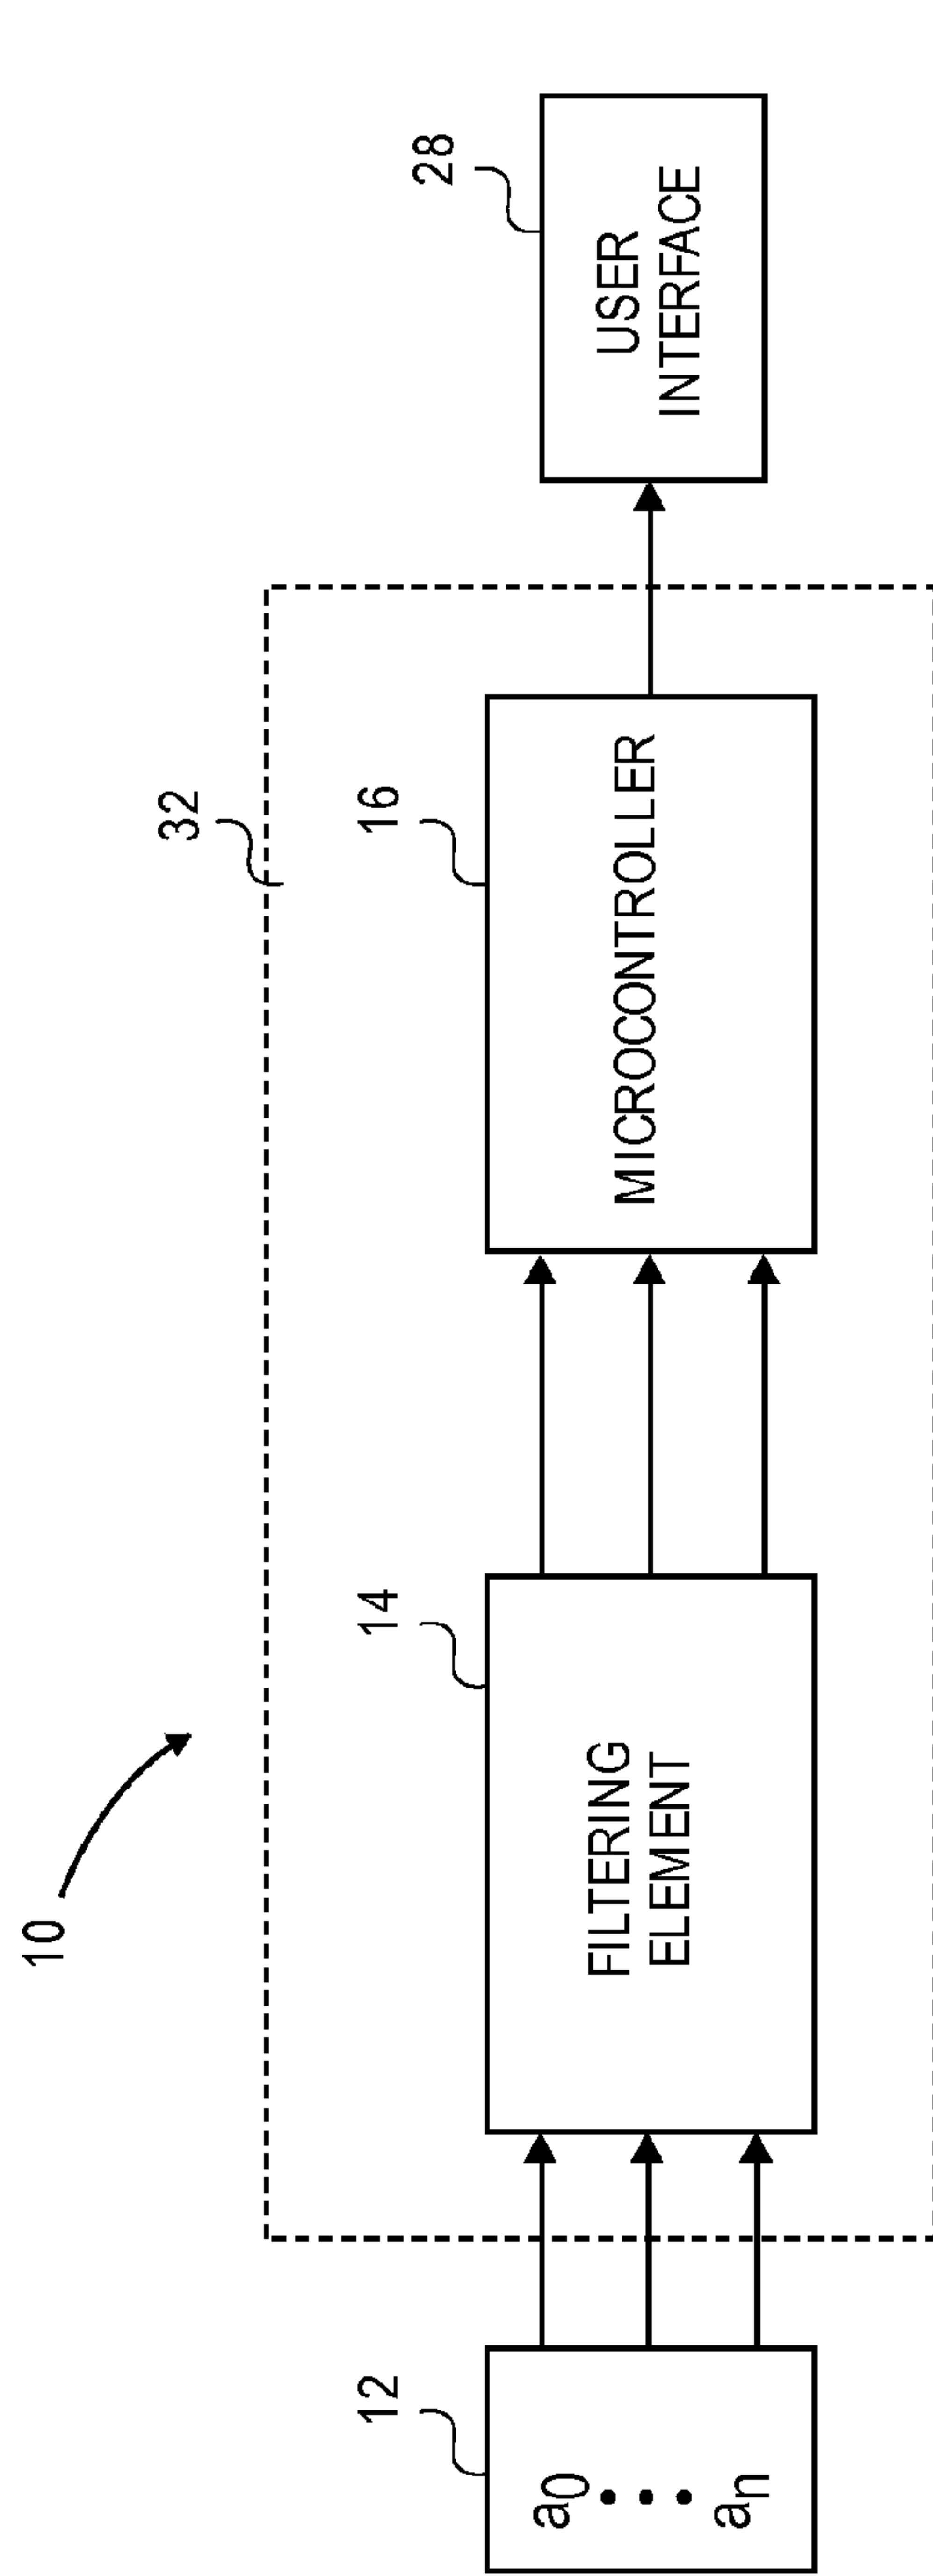 10
32
12
14
16
28
a0
an
FILTERING
ELEMENT
MICROCONTROLLER
USER
INTERFACE